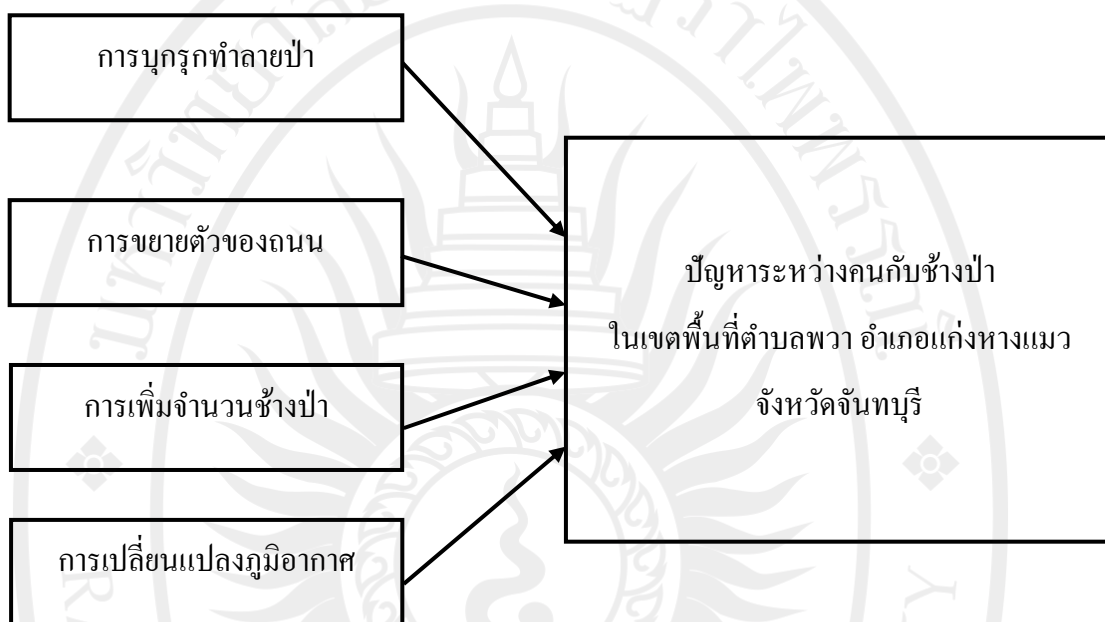 การบุกรุกทำลายป่า
การขยายตัวของถนน
การเพิ่มจำนวนช้างป่า
การเปลี่ยนแปลงภูมิอากาศ
ปัญหาระหว่างคนกับช้างป่า
ในเขตพื้นที่ตำบลพวา อำเภอแก่งหางแมว
จังหวัดจันทบุรี